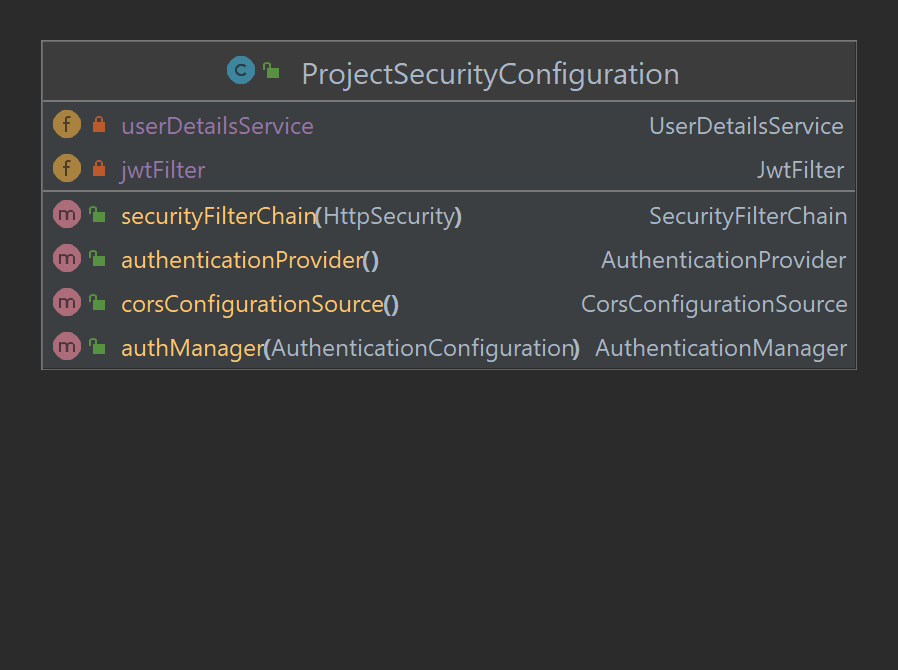 ProjectSecurityConfiguration
userDetailsService UserDetailsService
jwtFilter JwtFilter
securityFilterChain(HttpSecurity) SecurityFilterChain
authenticationProvider() AuthenticationProvider
corsConfigurationSource() CorsConfigurationSource
authManager(AuthenticationConfiguration) AuthenticationManager